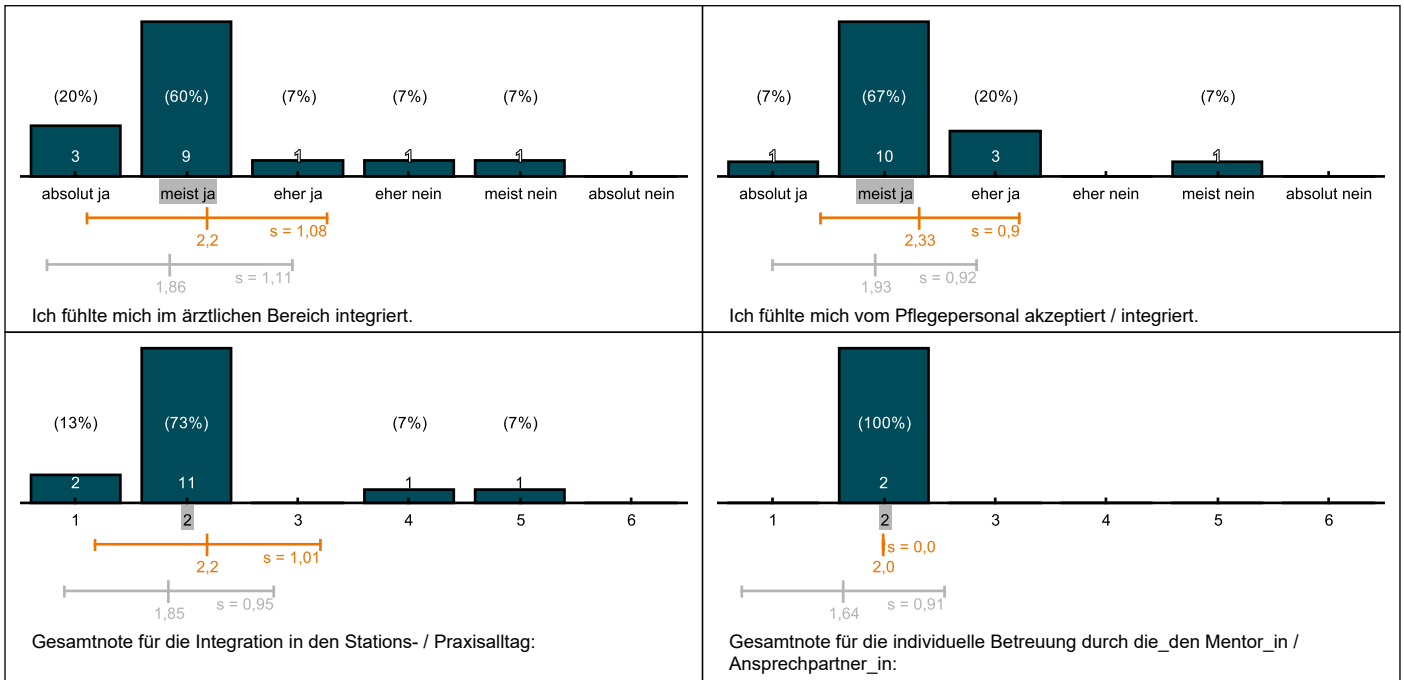 (20%) (60%) (7%) (7%) (7%)
3 9 1 1 1
absolut ja meist ja eher ja eher nein meist nein absolut nein
s = 1,08
2,2
s = 1,11
1,86
Ich fühlte mich im ärztlichen Bereich integriert.
(7%) (67%) (20%) (7%)
1 10 3 1
absolut ja meist ja eher ja eher nein meist nein absolut nein
s = 0,9
2,33
s = 0,92
1,93
Ich fühlte mich vom Pflegepersonal akzeptiert / integriert.
(13%) (73%) (7%) (7%)
2 11 1 1
1 2 3 4 5 6
s = 1,01
2,2
s = 0,95
1,85
Gesamtnote für die Integration in den Stations- / Praxisalltag:
(100%)
2
1 2 3 4 5 6
s = 0,0
2,0
s = 0,91
1,64
Gesamtnote für die individuelle Betreuung durch die_den Mentor_in /
Ansprechpartner_in: